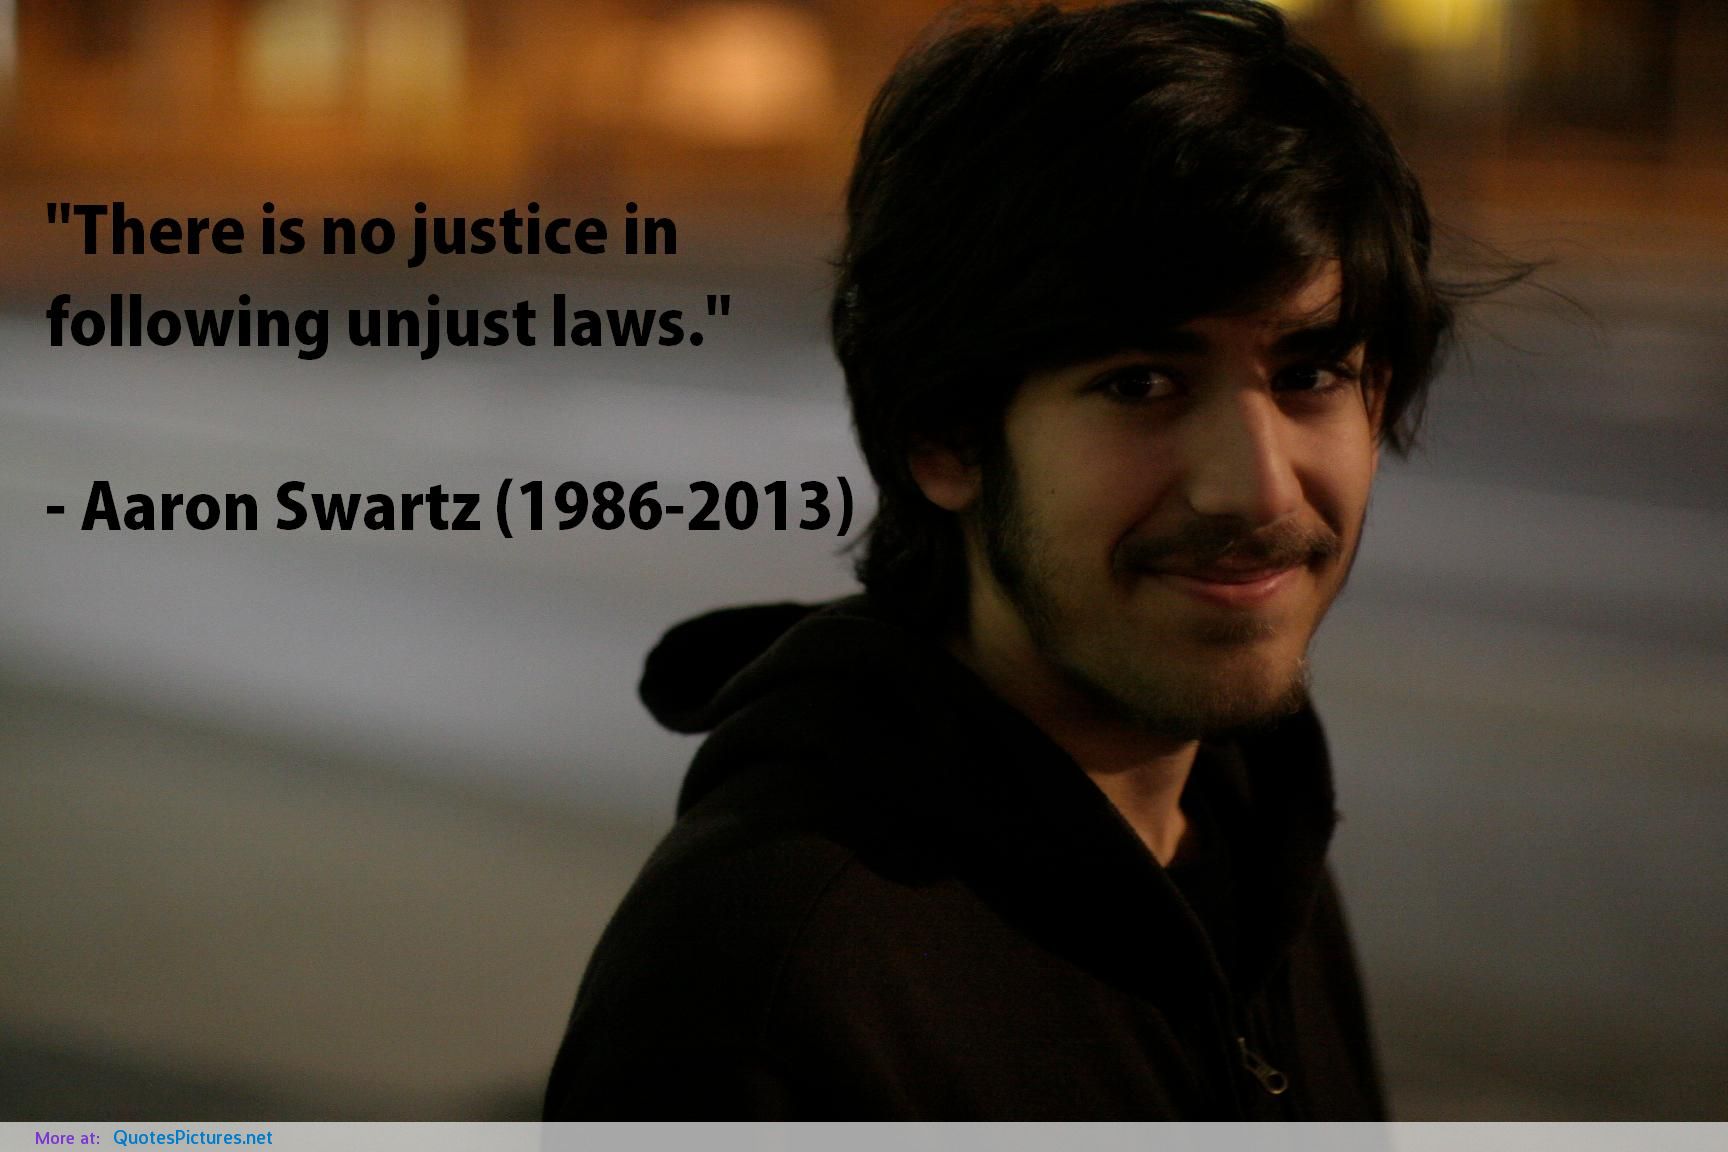 "There is no justice in
following unjust laws."
- Aaron Swartz (1986-2013)
More at: QuotesPictures.net